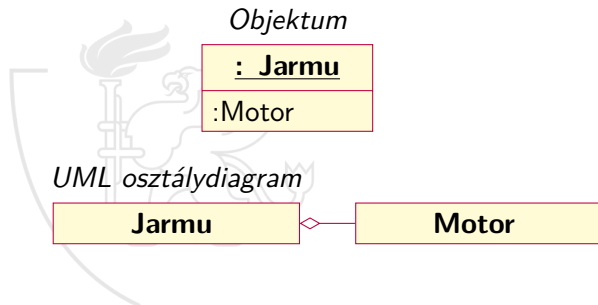 Objektum
: Jarmu
:Motor
UML osztálydiagram
Jarmu
Motor